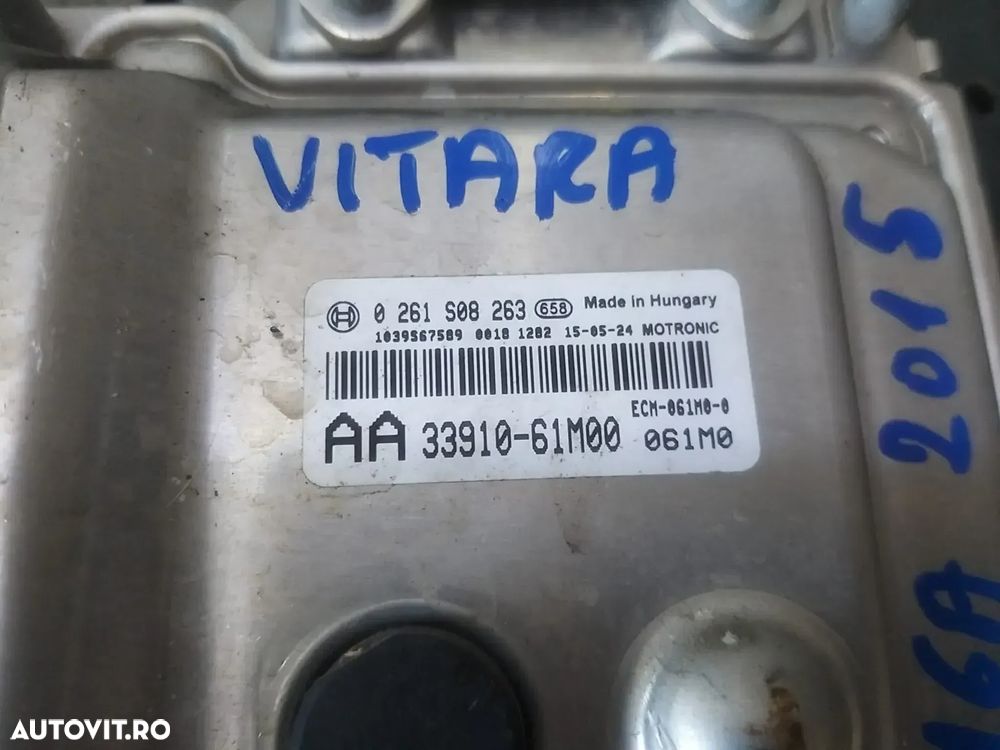 VITARA
2015
0 261 S08 263 658 Made in Hungary
1039S67589 0018 1282 15-05-24 MOTRONIC
ECM-061M0-0
AA 33910-61M00 061M0
AUTOVIT.RO